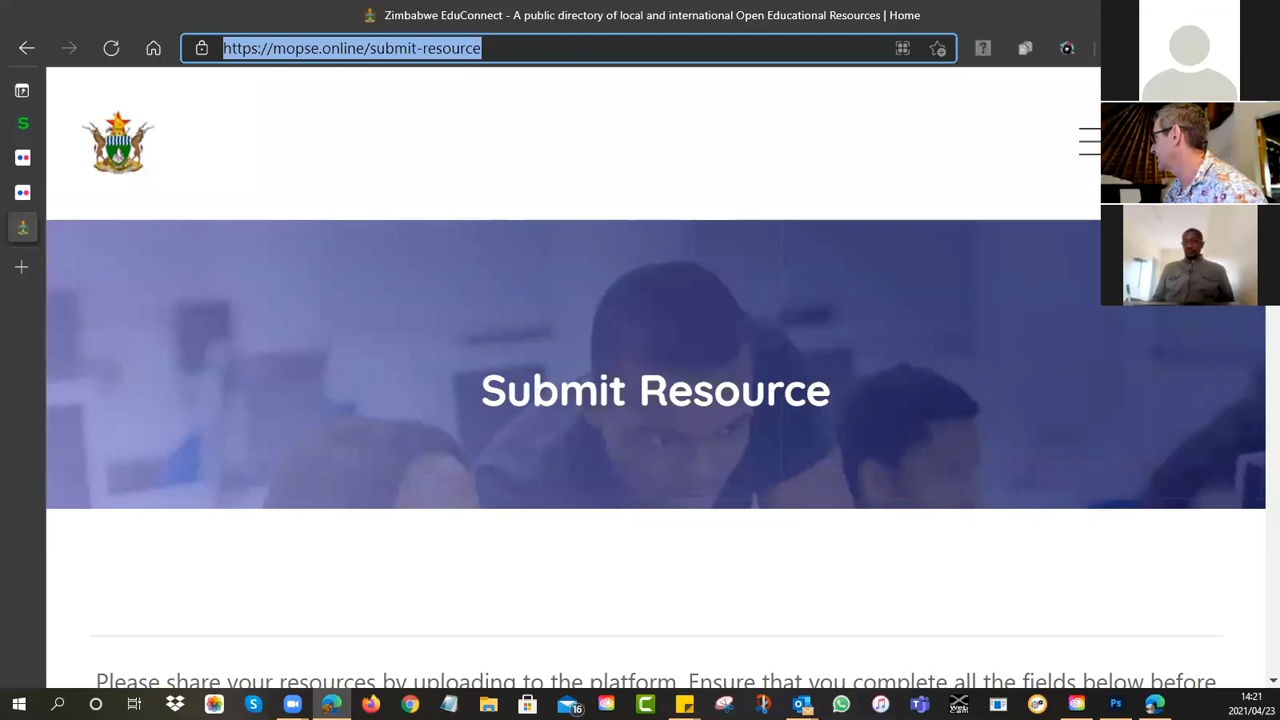 Zimbabwe EduConnect - A public directory of local and international Open Educational Resources | Home
https://mopse.online/submit-resource
S
Submit Resource
Please share your resources by uploading to the platform. Ensure that you complete all the fields below before
16
14:21
2021/04/23